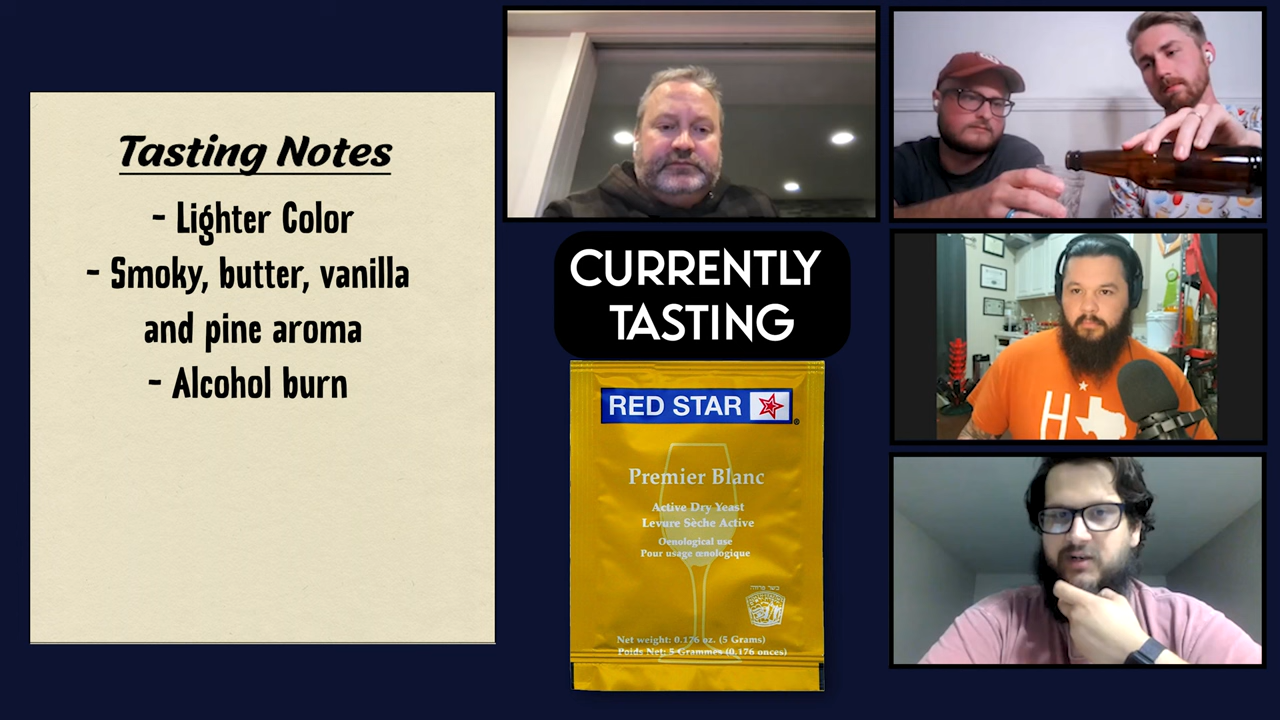 Tasting Notes
- Lighter Color
- Smoky, butter, vanilla
and pine aroma
- Alcohol burn
CURRENTLY
TASTING
RED STAR
®
Premier Blanc
Active Dry Yeast
Levure Sèche Active
Oenological use
Pour usage œnologique
Net weight: 0.176 oz. (5 Grams)
Poids Net: 5 Grammes (0.176 onces)
H